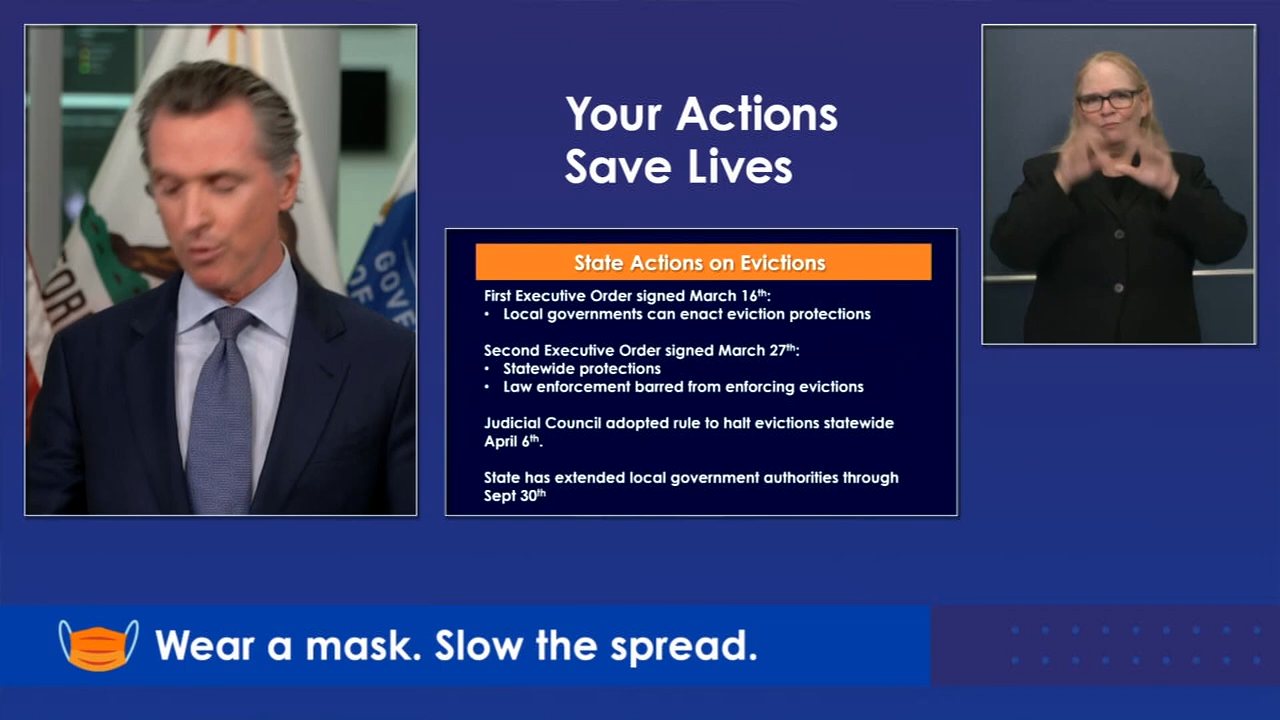 Your Actions
Save Lives
State Actions on Evictions
First Executive Order signed March 16th:
• Local governments can enact eviction protections
Second Executive Order signed March 27th:
• Statewide protections
• Law enforcement barred from enforcing evictions
Judicial Council adopted rule to halt evictions statewide
April 6th.
State has extended local government authorities through
Sept 30th
Wear a mask. Slow the spread.